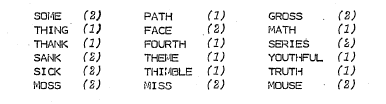 SOME (2) PATH (1) GROSS (2)
THING (1) FACE (2) MATH (1)
THANK (1) FOURTH (1) SERIES (2)
SANK (2) THEME (1) YOUTHFUL (1)
SICK (2) THIMBLE (1) TRUTH (1)
MOSS (2) MISS (2) MOUSE (2)